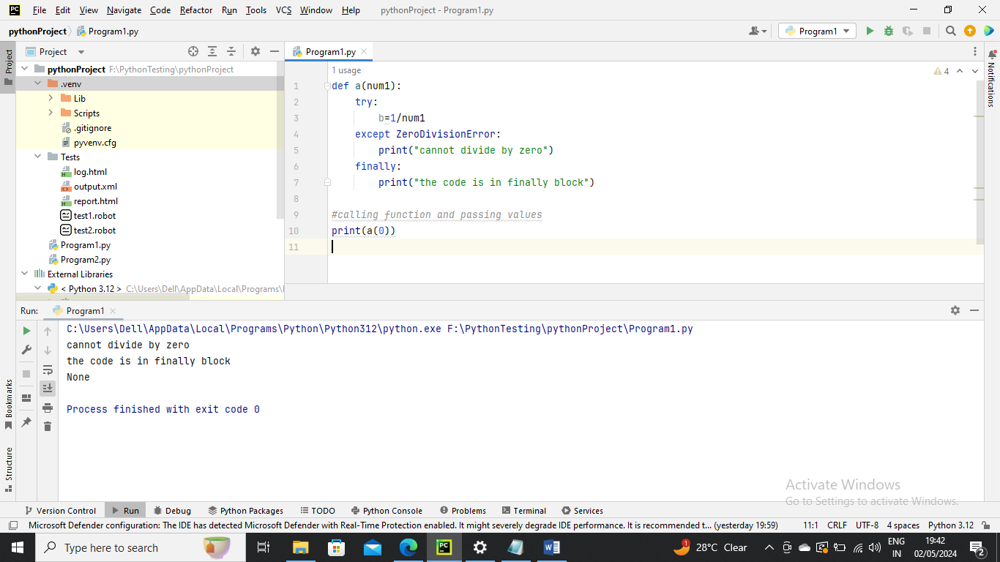 File Edit View Navigate Code Refactor Run Tools VCS Window Help pythonProject - Program1.py
pythonProject Program1.py Program1
Project
Project
pythonProject F:\PythonTesting\pythonProject
.venv
Lib
Scripts
.gitignore
pyvenv.cfg
Tests
log.html
output.xml
report.html
test1.robot
test2.robot
Program1.py
Program2.py
External Libraries
< Python 3.12 > C:\Users\Dell\AppData\Local\Programs\
Program1.py
1 usage
4
1 def a(num1):
2 try:
3 b=1/num1
4 except ZeroDivisionError:
5 print("cannot divide by zero")
6 finally:
7 print("the code is in finally block")
8
9 #calling function and passing values
10 print(a(0))
11
Notifications
Run: Program1
C:\Users\Dell\AppData\Local\Programs\Python\Python312\python.exe F:\PythonTesting\pythonProject\Program1.py
cannot divide by zero
the code is in finally block
None
Process finished with exit code 0
Bookmarks
Structure
Activate Windows
Go to Settings to activate Windows.
Version Control Run Debug Python Packages TODO Python Console Problems Terminal Services
Microsoft Defender configuration: The IDE has detected Microsoft Defender with Real-Time Protection enabled. It might severely degrade IDE performance. It is recommended t... (yesterday 19:59) 11:1 CRLF UTF-8 4 spaces Python 3.12
Type here to search
28°C Clear
ENG
IN
19:42
02/05/2024
2